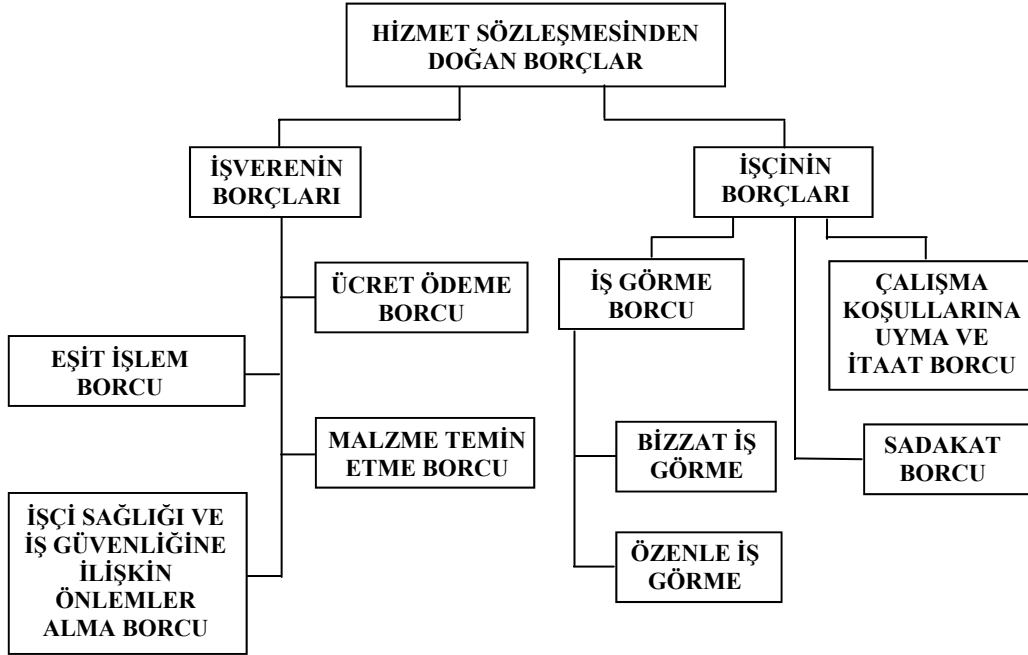 HİZMET SÖZLEŞMESİNDEN
DOĞAN BORÇLAR
İŞVERENİN
BORÇLARI
İŞÇİNİN
BORÇLARI
ÜCRET ÖDEME
BORCU
EŞİT İŞLEM
BORCU
MALZME TEMİN
ETME BORCU
İŞÇİ SAĞLIĞI VE
İŞ GÜVENLİĞİNE
İLİŞKİN
ÖNLEMLER
ALMA BORCU
İŞ GÖRME
BORCU
BİZZAT İŞ
GÖRME
ÖZENLE İŞ
GÖRME
ÇALIŞMA
KOŞULLARINA
UYMA VE
İTAAT BORCU
SADAKAT
BORCU